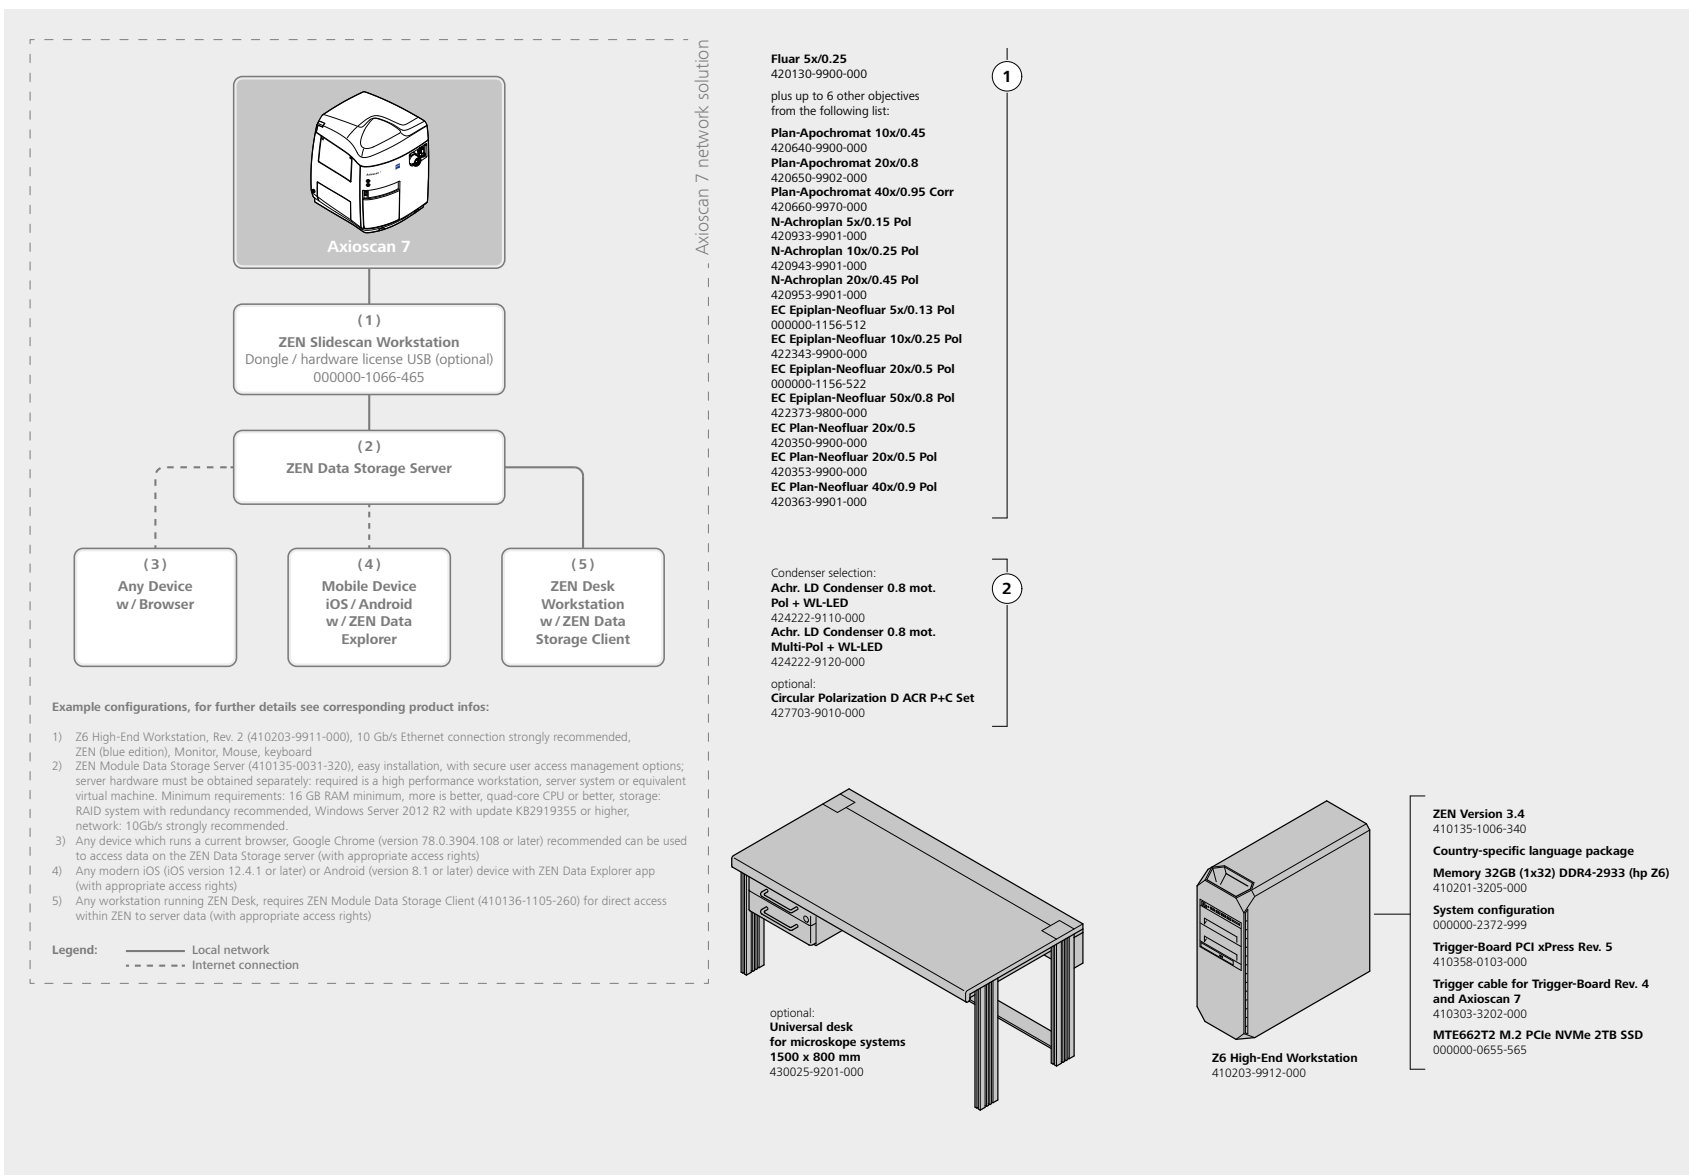 Axioscan 7 network solution
Axioscan 7
(1)
ZEN Slidescan Workstation
Dongle / hardware license USB (optional)
000000-1066-465
(2)
ZEN Data Storage Server
(3)
Any Device
w/Browser
(4)
Mobile Device
iOS/Android
w/ZEN Data
Explorer
(5)
ZEN Desk
Workstation
w/ZEN Data
Storage Client
Example configurations, for further details see corresponding product infos:
1) Z6 High-End Workstation, Rev. 2 (410203-9911-000), 10 Gb/s Ethernet connection strongly recommended,
ZEN (blue edition), Monitor, Mouse, keyboard
2) ZEN Module Data Storage Server (410135-0031-320), easy installation, with secure user access management options;
server hardware must be obtained separately: required is a high performance workstation, server system or equivalent
virtual machine. Minimum requirements: 16 GB RAM minimum, more is better, quad-core CPU or better, storage:
RAID system with redundancy recommended, Windows Server 2012 R2 with update KB2919355 or higher,
network: 10Gb/s strongly recommended.
3) Any device which runs a current browser, Google Chrome (version 78.0.3904.108 or later) recommended can be used
to access data on the ZEN Data Storage server (with appropriate access rights)
4) Any modern iOS (iOS version 12.4.1 or later) or Android (version 8.1 or later) device with ZEN Data Explorer app
(with appropriate access rights)
5) Any workstation running ZEN Desk, requires ZEN Module Data Storage Client (410136-1105-260) for direct access
within ZEN to server data (with appropriate access rights)
Legend:
Local network
Internet connection
Fluar 5x/0.25
420130-9900-000
plus up to 6 other objectives
from the following list:
Plan-Apochromat 10x/0.45
420640-9900-000
Plan-Apochromat 20x/0.8
420650-9902-000
Plan-Apochromat 40x/0.95 Corr
420660-9970-000
N-Achroplan 5x/0.15 Pol
420933-9901-000
N-Achroplan 10x/0.25 Pol
420943-9901-000
N-Achroplan 20x/0.45 Pol
420953-9901-000
EC Epiplan-Neofluar 5x/0.13 Pol
000000-1156-512
EC Epiplan-Neofluar 10x/0.25 Pol
422343-9900-000
EC Epiplan-Neofluar 20x/0.5 Pol
000000-1156-522
EC Epiplan-Neofluar 50x/0.8 Pol
422373-9800-000
EC Plan-Neofluar 20x/0.5
420350-9900-000
EC Plan-Neofluar 20x/0.5 Pol
420353-9900-000
EC Plan-Neofluar 40x/0.9 Pol
420363-9901-000
1
Condenser selection:
Achr. LD Condenser 0.8 mot.
Pol + WL-LED
424222-9110-000
Achr. LD Condenser 0.8 mot.
Multi-Pol + WL-LED
424222-9120-000
optional:
Circular Polarization D ACR P+C Set
427703-9010-000
2
optional:
Universal desk
for microskope systems
1500 x 800 mm
430025-9201-000
Z6 High-End Workstation
410203-9912-000
ZEN Version 3.4
410135-1006-340
Country-specific language package
Memory 32GB (1x32) DDR4-2933 (hp Z6)
410201-3205-000
System configuration
000000-2372-999
Trigger-Board PCI xPress Rev. 5
410358-0103-000
Trigger cable for Trigger-Board Rev. 4
and Axioscan 7
410303-3202-000
MTE662T2 M.2 PCIe NVMe 2TB SSD
000000-0655-565